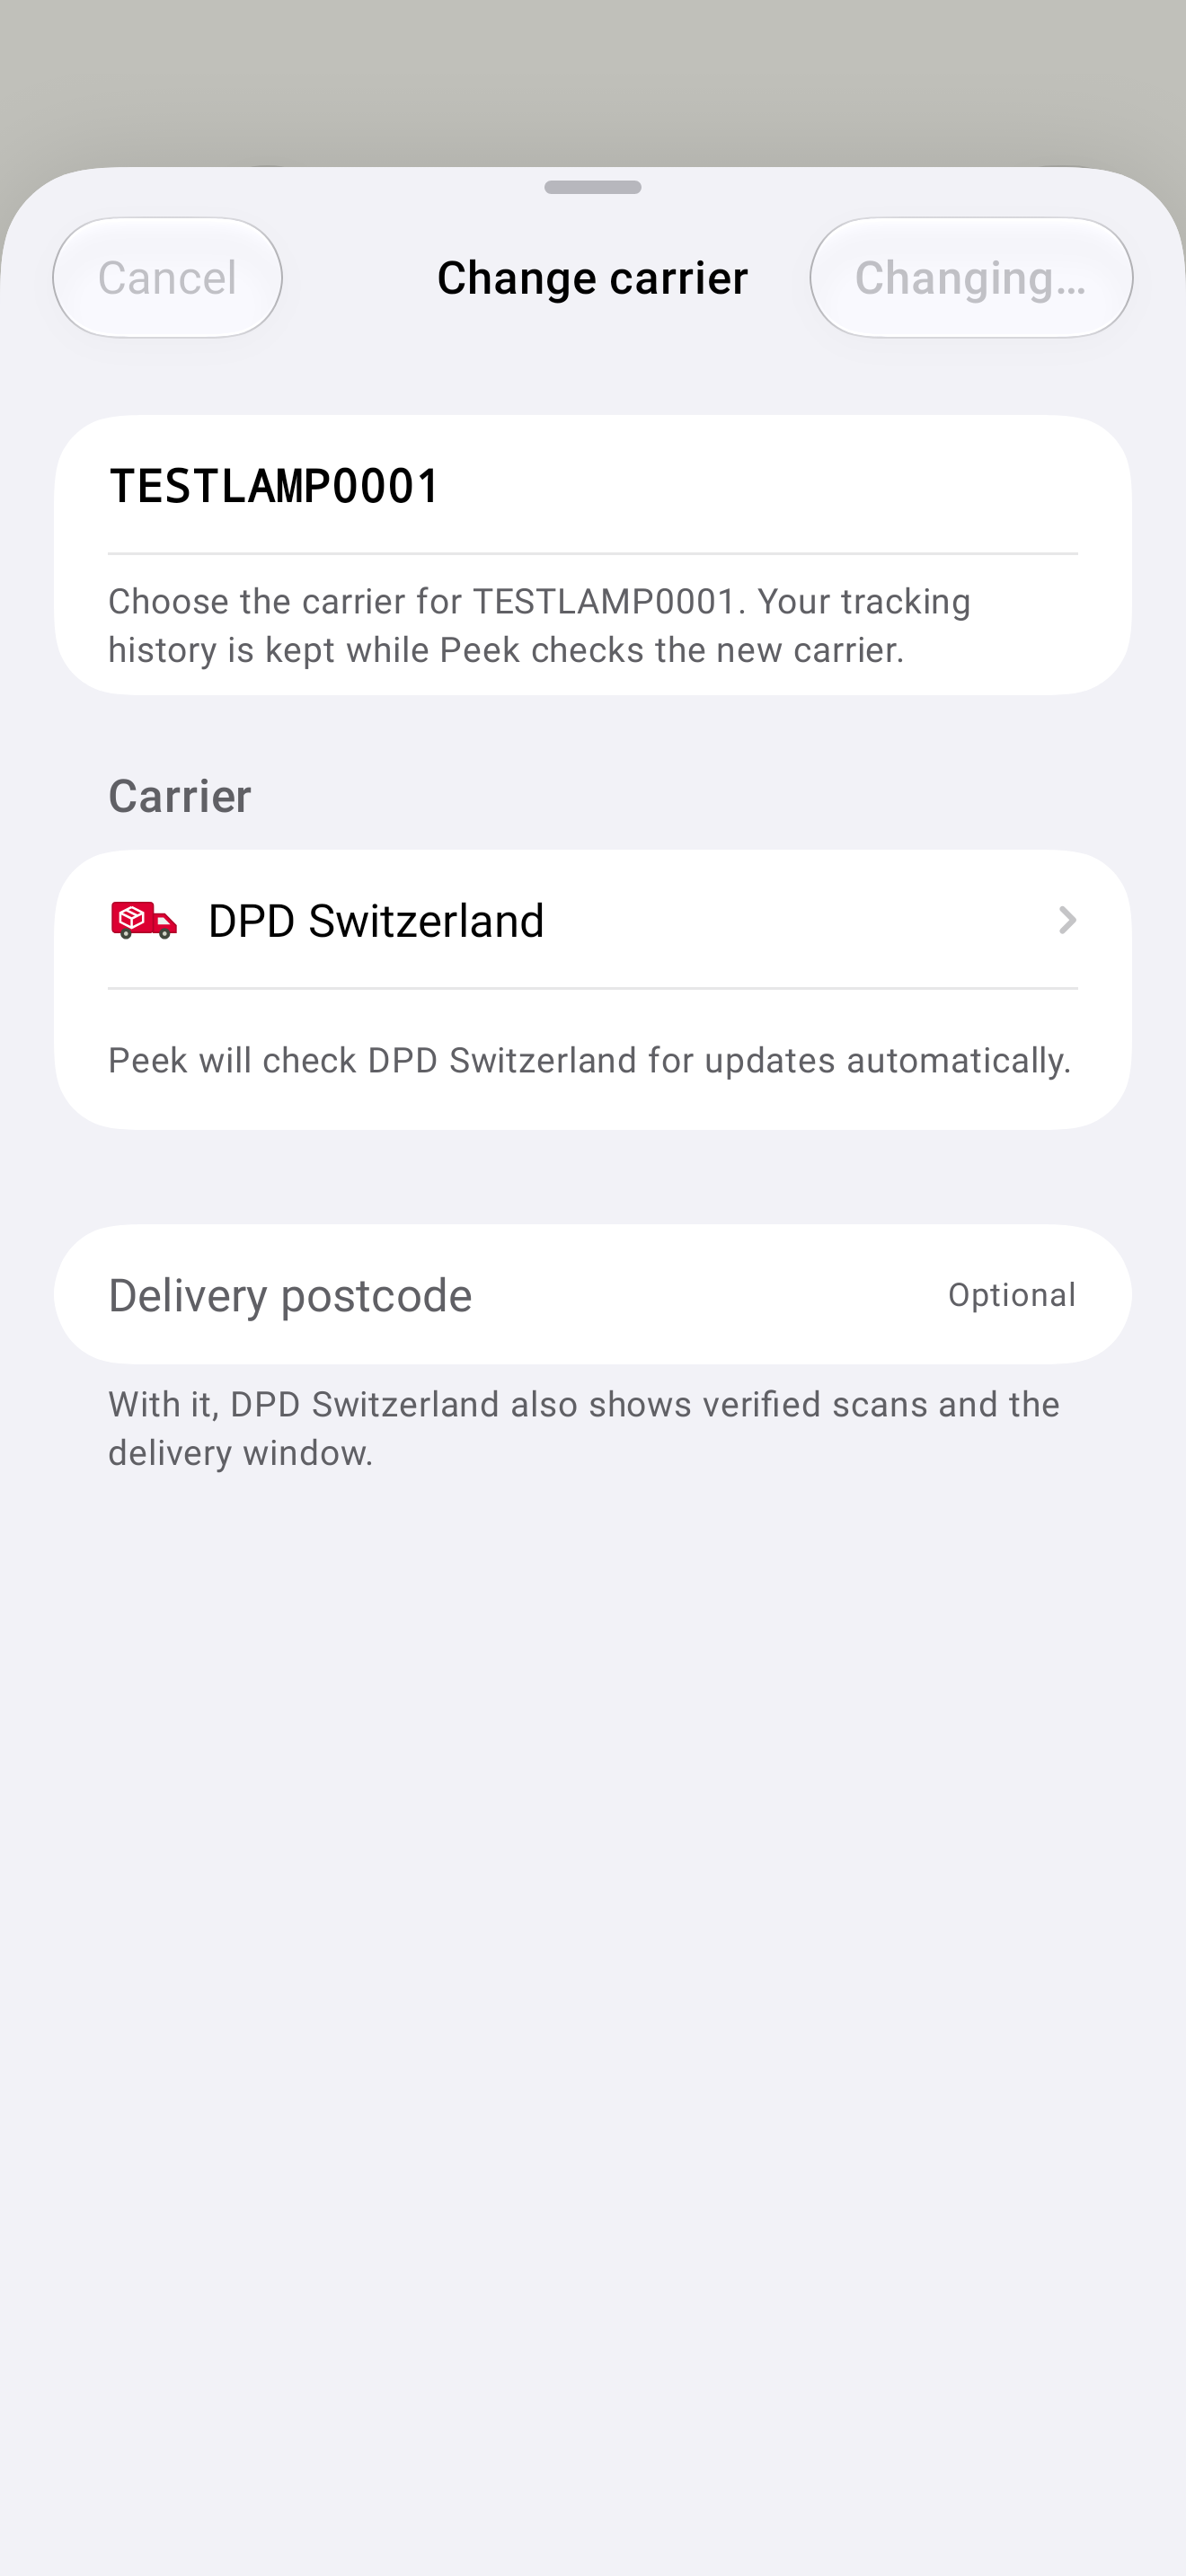 Cancel
Change carrier
Changing…
TESTLAMP0001
Choose the carrier for TESTLAMP0001. Your tracking
history is kept while Peek checks the new carrier.
Carrier
DPD Switzerland
Peek will check DPD Switzerland for updates automatically.
Delivery postcode
Optional
With it, DPD Switzerland also shows verified scans and the
delivery window.